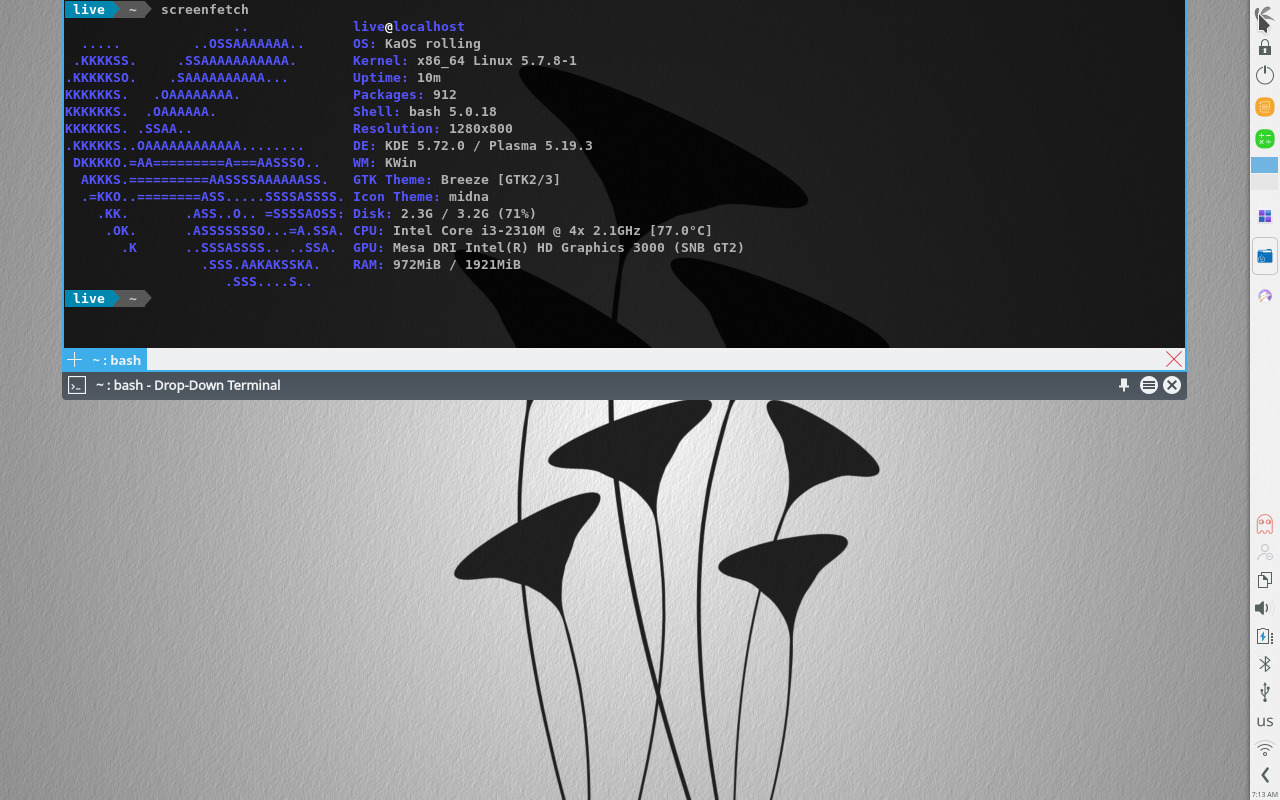 live ~ screenfetch
..                 live@localhost
.....         ..OSSAAAAAAA..      OS: KaOS rolling
.KKKKSS.     .SSAAAAAAAAAAA.      Kernel: x86_64 Linux 5.7.8-1
.KKKKKSO.    .SAAAAAAAAAA...      Uptime: 10m
KKKKKKS.   .OAAAAAAAA.            Packages: 912
KKKKKKS.  .OAAAAAA.               Shell: bash 5.0.18
KKKKKKS. .SSAA..                  Resolution: 1280x800
.KKKKKS..OAAAAAAAAAAAA........    DE: KDE 5.72.0 / Plasma 5.19.3
DKKKKO.=AA=========A===AASSSO..   WM: KWin
AKKKS.==========AASSSSAAAAAASS.   GTK Theme: Breeze [GTK2/3]
.=KKO..========ASS.....SSSSASSSS. Icon Theme: midna
.KK.       .ASS..O.. =SSSSAOSS:   Disk: 2.3G / 3.2G (71%)
.OK.      .ASSSSSSSO...=A.SSA.    CPU: Intel Core i3-2310M @ 4x 2.1GHz [77.0°C]
.K      ..SSSASSSS.. ..SSA.       GPU: Mesa DRI Intel(R) HD Graphics 3000 (SNB GT2)
.SSS.AAKAKSSKA.                   RAM: 972MiB / 1921MiB
.SSS....S..
live ~
~ : bash
~ : bash - Drop-Down Terminal
us
7:13 AM